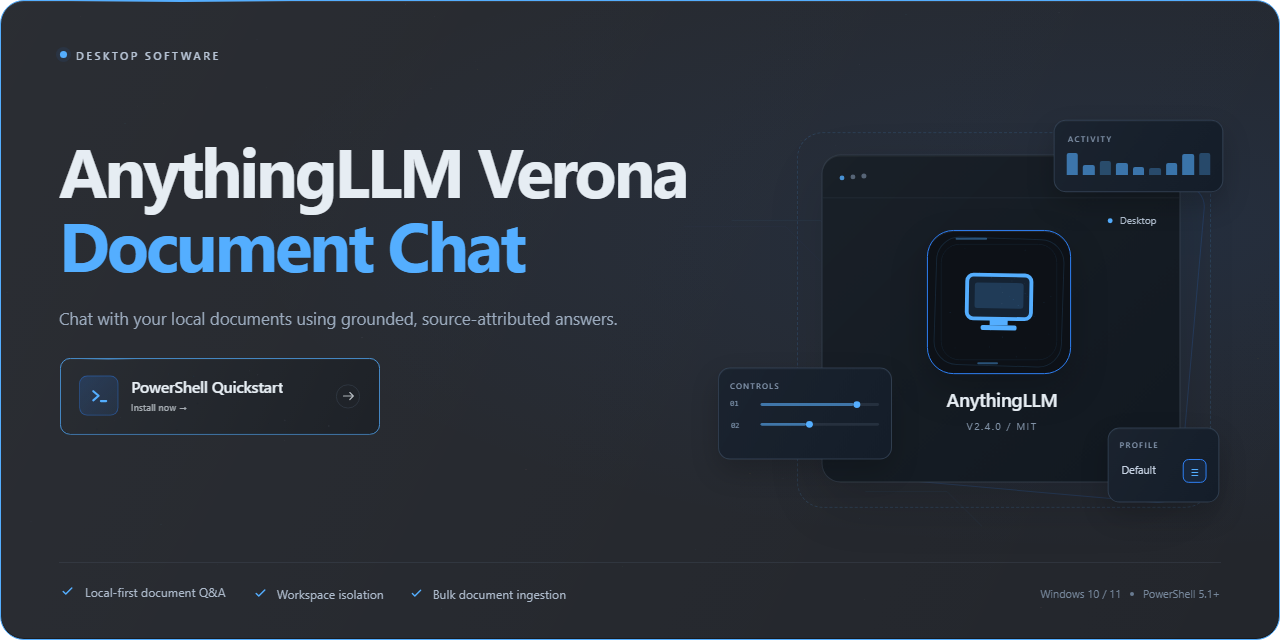 DESKTOP SOFTWARE
AnythingLLM Verona
Document Chat
Chat with your local documents using grounded, source-attributed answers.
PowerShell Quickstart
Install now →
ACTIVITY
Desktop
CONTROLS
01
02
AnythingLLM
V2.4.0 / MIT
PROFILE
Default
Local-first document Q&A
Workspace isolation
Bulk document ingestion
Windows 10 / 11 • PowerShell 5.1+